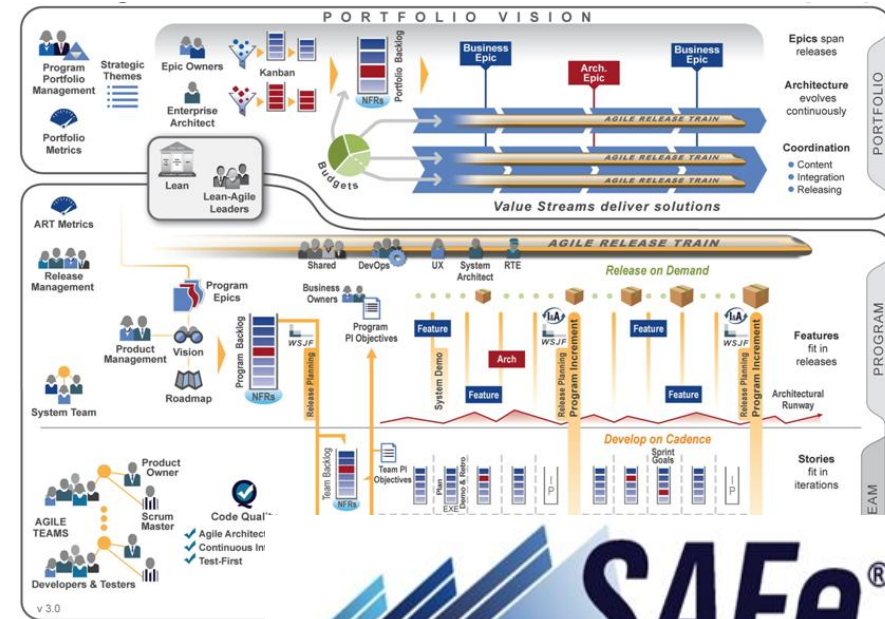 PORTFOLIO VISION
Program
Portfolio
Management
Strategic
Themes
Portfolio
Metrics
Epic Owners
Kanban
Enterprise
Architect
Portfolio Backlog
NFRs
Budgets
Business
Epic
Arch.
Epic
Business
Epic
AGILE RELEASE TRAIN
AGILE RELEASE TRAIN
AGILE RELEASE TRAIN
Value Streams deliver solutions
Epics span
releases
Architecture
evolves
continuously
Coordination
Content
Integration
Releasing
PORTFOLIO
Lean
Lean-Agile
Leaders
ART Metrics
Release
Management
Program
Epics
Product
Management
Vision
Roadmap
System Team
Program Backlog
NFRs
WSJF
Release Planning
AGILE RELEASE TRAIN
Shared
DevOps
UX
System
Architect
RTE
Business
Owners
Program
PI Objectives
Release on Demand
Feature
System Demo
Feature
Arch
I&A
WSJF
Release Planning
Program Increment
Feature
Feature
I&A
WSJF
Release Planning
Program Increment
Architectural
Runway
Features
fit in
releases
PROGRAM
Develop on Cadence
Team Backlog
NFRs
Team PI
Objectives
Plan
EXE
Demo & Retro
I P
Sprint
Goals
I P
Stories
fit in
iterations
EAM
Product
Owner
Scrum
Master
AGILE
TEAMS
Developers & Testers
Code Quali
Agile Architect
Continuous Int
Test-First
v 3.0
SAFe®